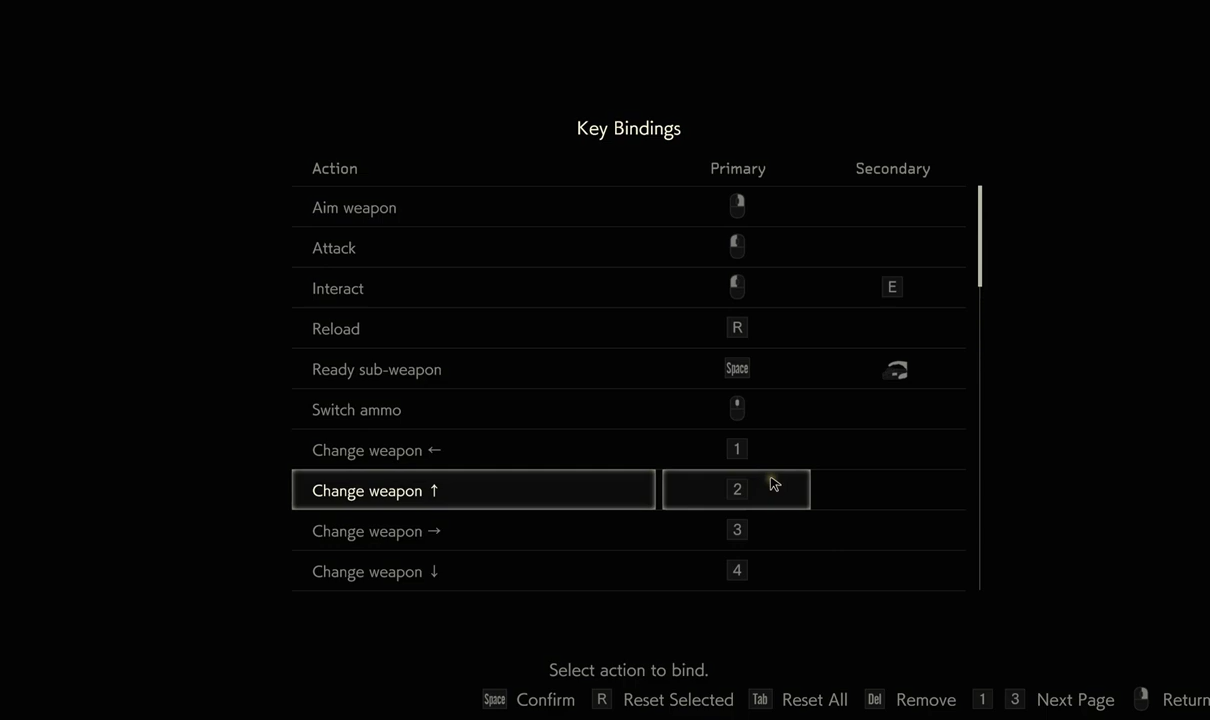 Key Bindings
Action Primary Secondary
Aim weapon
Attack
Interact E
Reload R
Ready sub-weapon Space
Switch ammo
Change weapon ← 1
Change weapon ↑ 2
Change weapon → 3
Change weapon ↓ 4
Select action to bind.
Space Confirm R Reset Selected Tab Reset All Del Remove 1 3 Next Page Return